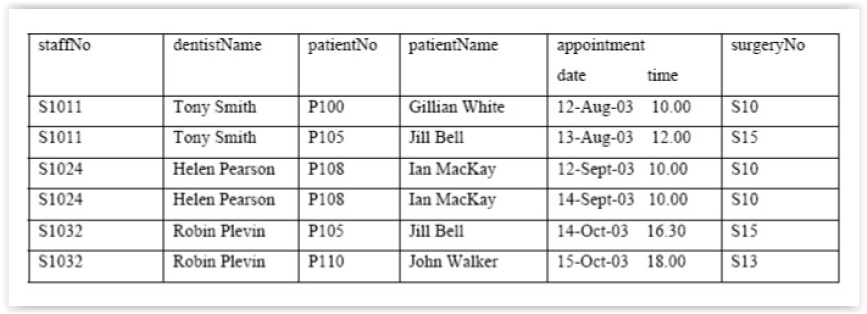 staffNo dentistName patientNo patientName appointment surgeryNo
date time
S1011 Tony Smith P100 Gillian White 12-Aug-03 10.00 S10
S1011 Tony Smith P105 Jill Bell 13-Aug-03 12.00 S15
S1024 Helen Pearson P108 Ian MacKay 12-Sept-03 10.00 S10
S1024 Helen Pearson P108 Ian MacKay 14-Sept-03 10.00 S10
S1032 Robin Plevin P105 Jill Bell 14-Oct-03 16.30 S15
S1032 Robin Plevin P110 John Walker 15-Oct-03 18.00 S13